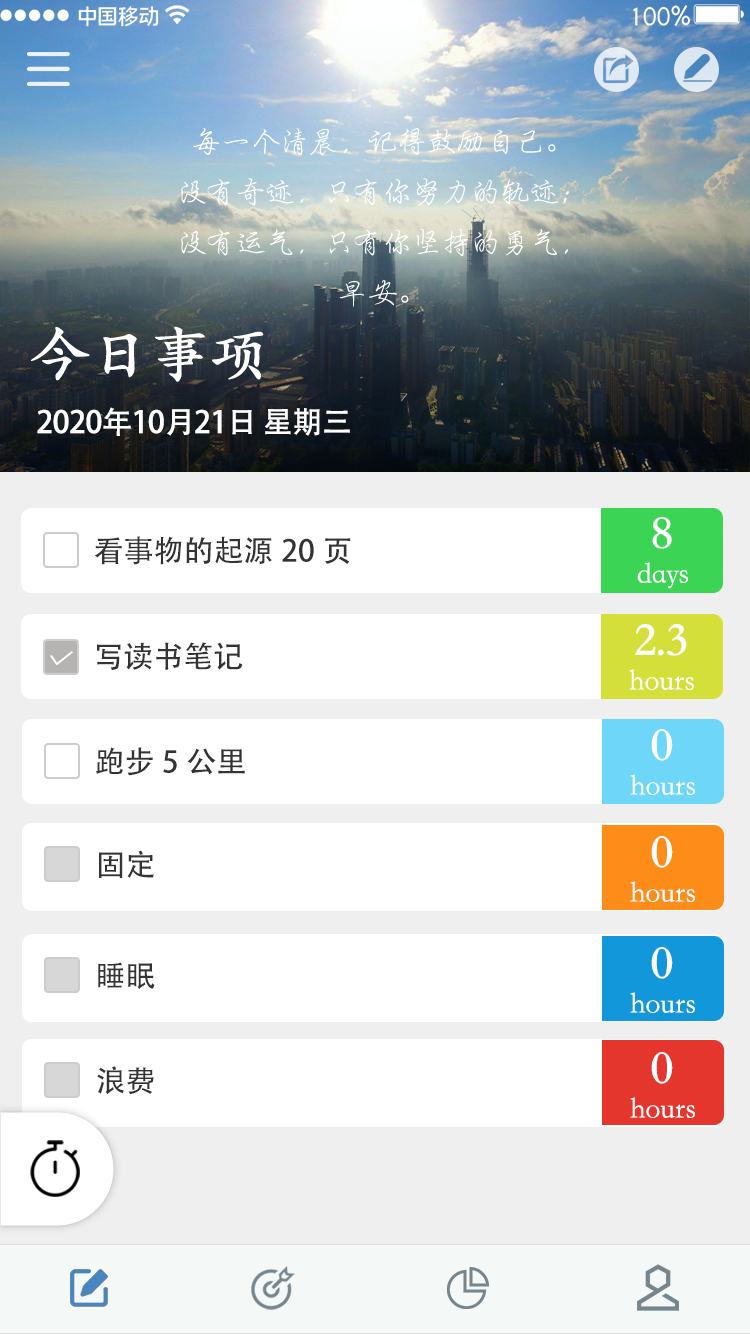 中国移动 100%
每一个清晨，记得鼓励自己。
没有奇迹，只有你努力的轨迹；
没有运气，只有你坚持的勇气，
早安。
今日事项
2020年10月21日 星期三
看事物的起源 20 页
8
days
写读书笔记
2.3
hours
跑步 5 公里
0
hours
固定
0
hours
睡眠
0
hours
浪费
0
hours